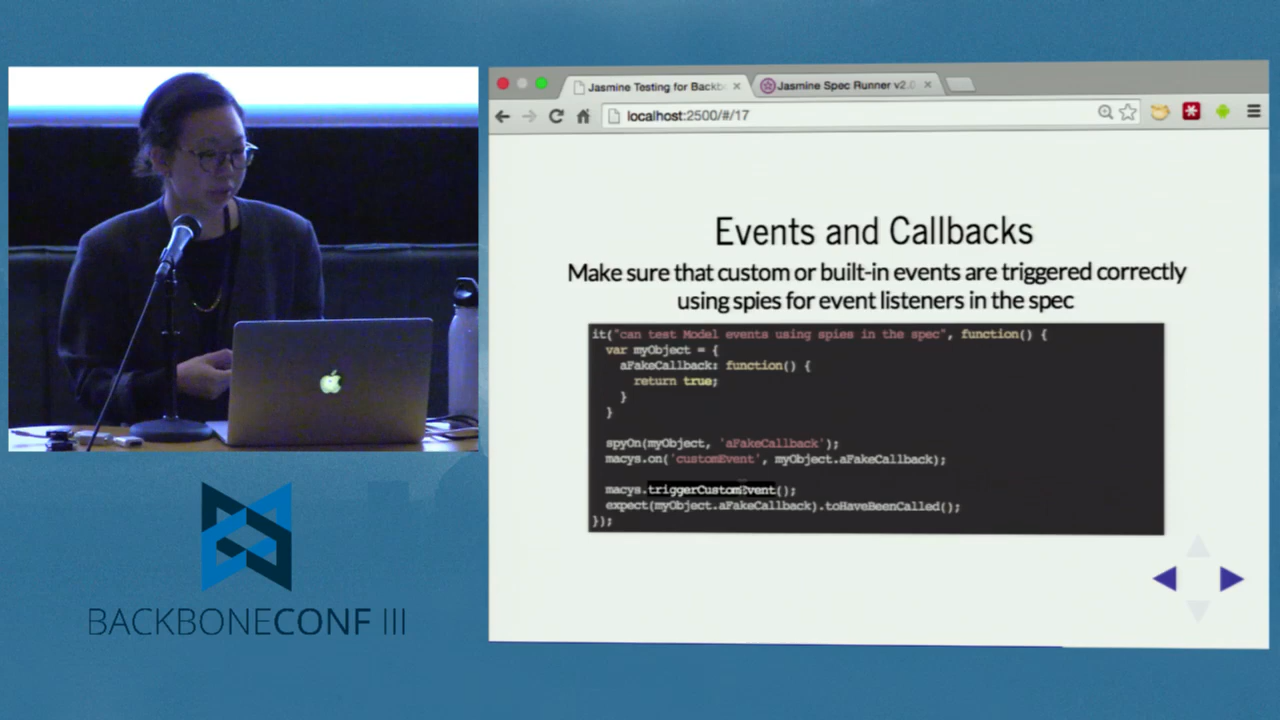 Jasmine Testing for Backb
Jasmine Spec Runner v2.0
localhost:2500/#/17
Events and Callbacks
Make sure that custom or built-in events are triggered correctly
using spies for event listeners in the spec
it("can test Model events using spies in the spec", function() {
var myObject = {
aFakeCallback: function() {
return true;
}
}
spyOn(myObject, 'aFakeCallback');
macys.on('customEvent', myObject.aFakeCallback);
macys.triggerCustomEvent();
expect(myObject.aFakeCallback).toHaveBeenCalled();
});
BACKBONECONF III